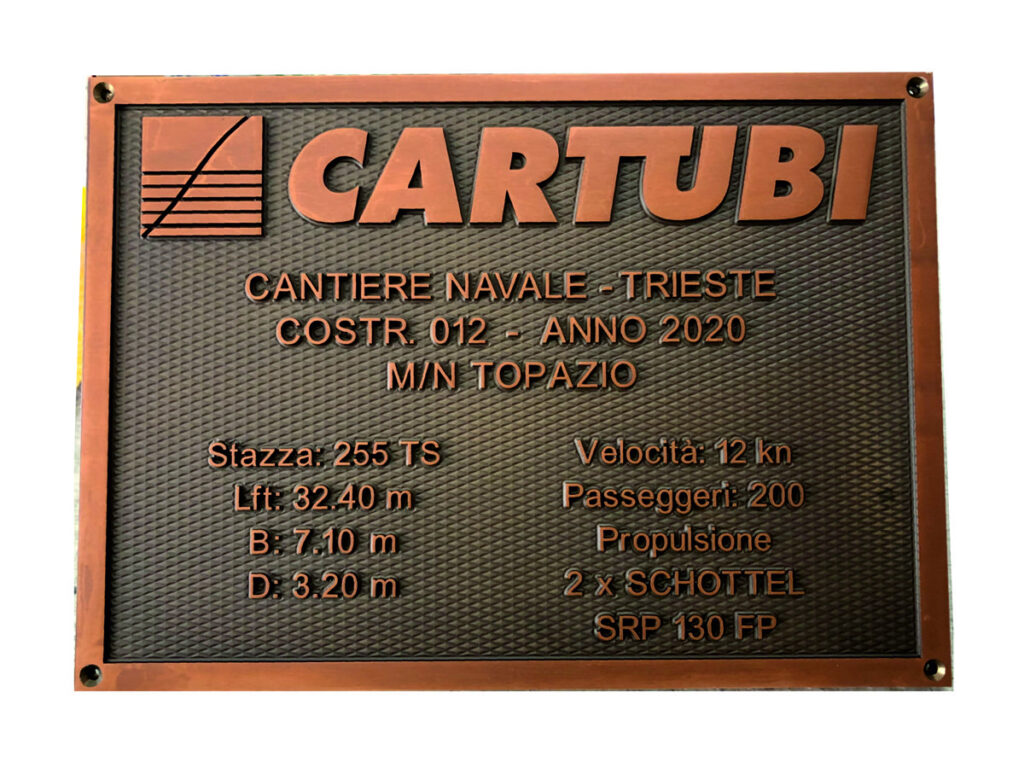 CARTUBI
CANTIERE NAVALE - TRIESTE
COSTR. 012 - ANNO 2020
M/N TOPAZIO
Stazza: 255 TS
Lft: 32.40 m
B: 7.10 m
D: 3.20 m
Velocità: 12 kn
Passeggeri: 200
Propulsione
2 x SCHOTTEL
SRP 130 FP